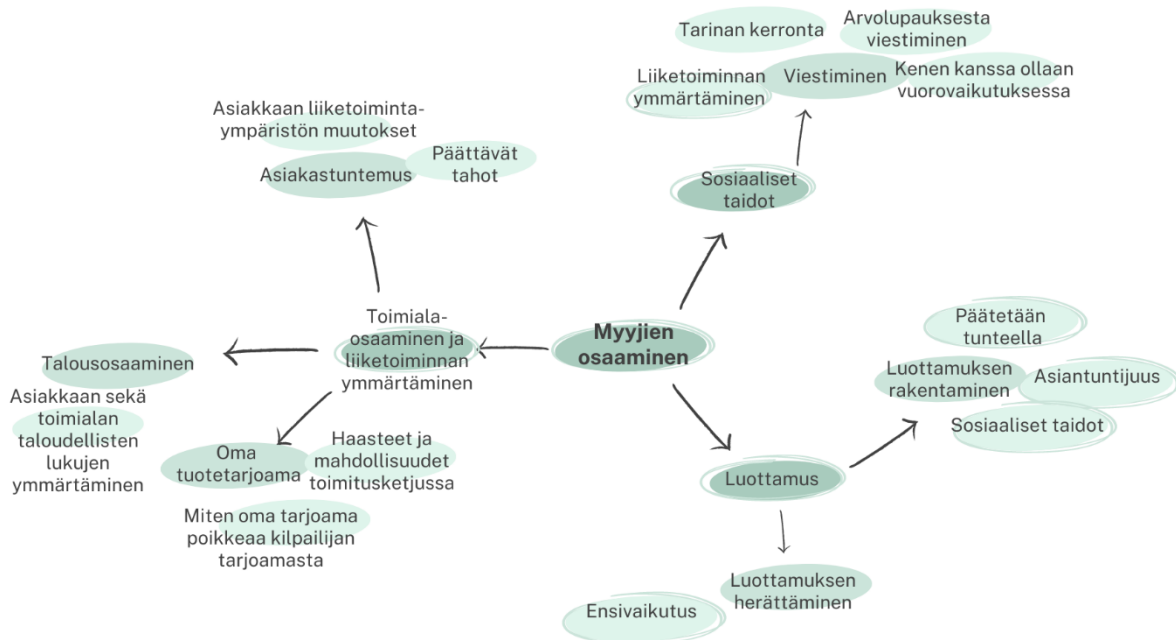 Tarinan kerronta
Arvolupauksesta
viestiminen
Liiketoiminnan
ymmärtäminen
Viestiminen
Kenen kanssa ollaan
vuorovaikutuksessa
Asiakkaan liiketoiminta-
ympäristön muutokset
Asiakastuntemus
Päättävät
tahot
Sosiaaliset
taidot
Toimiala-
osaaminen ja
liiketoiminnan
ymmärtäminen
Myyjien
osaaminen
Päätetään
tunteella
Luottamuksen
rakentaminen
Asiantuntijuus
Sosiaaliset taidot
Talousosaaminen
Asiakkaan sekä
toimialan
taloudellisten
lukujen
ymmärtäminen
Oma
tuotetarjoama
Haasteet ja
mahdollisuudet
toimitusketjussa
Miten oma tarjoama
poikkeaa kilpailijan
tarjoamasta
Luottamus
Luottamuksen
herättäminen
Ensivaikutus